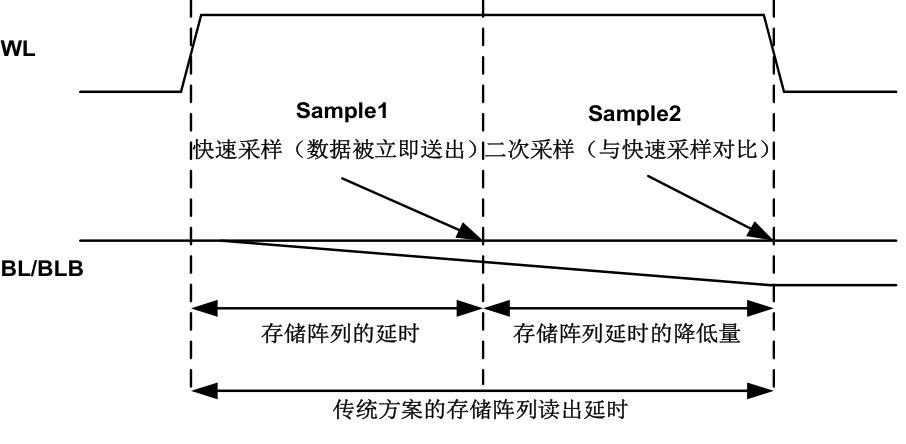 WL
Sample1
Sample2
快速采样（数据被立即送出）
二次采样（与快速采样对比）
BL/BLB
存储阵列的延时
存储阵列延时的降低量
传统方案的存储阵列读出延时